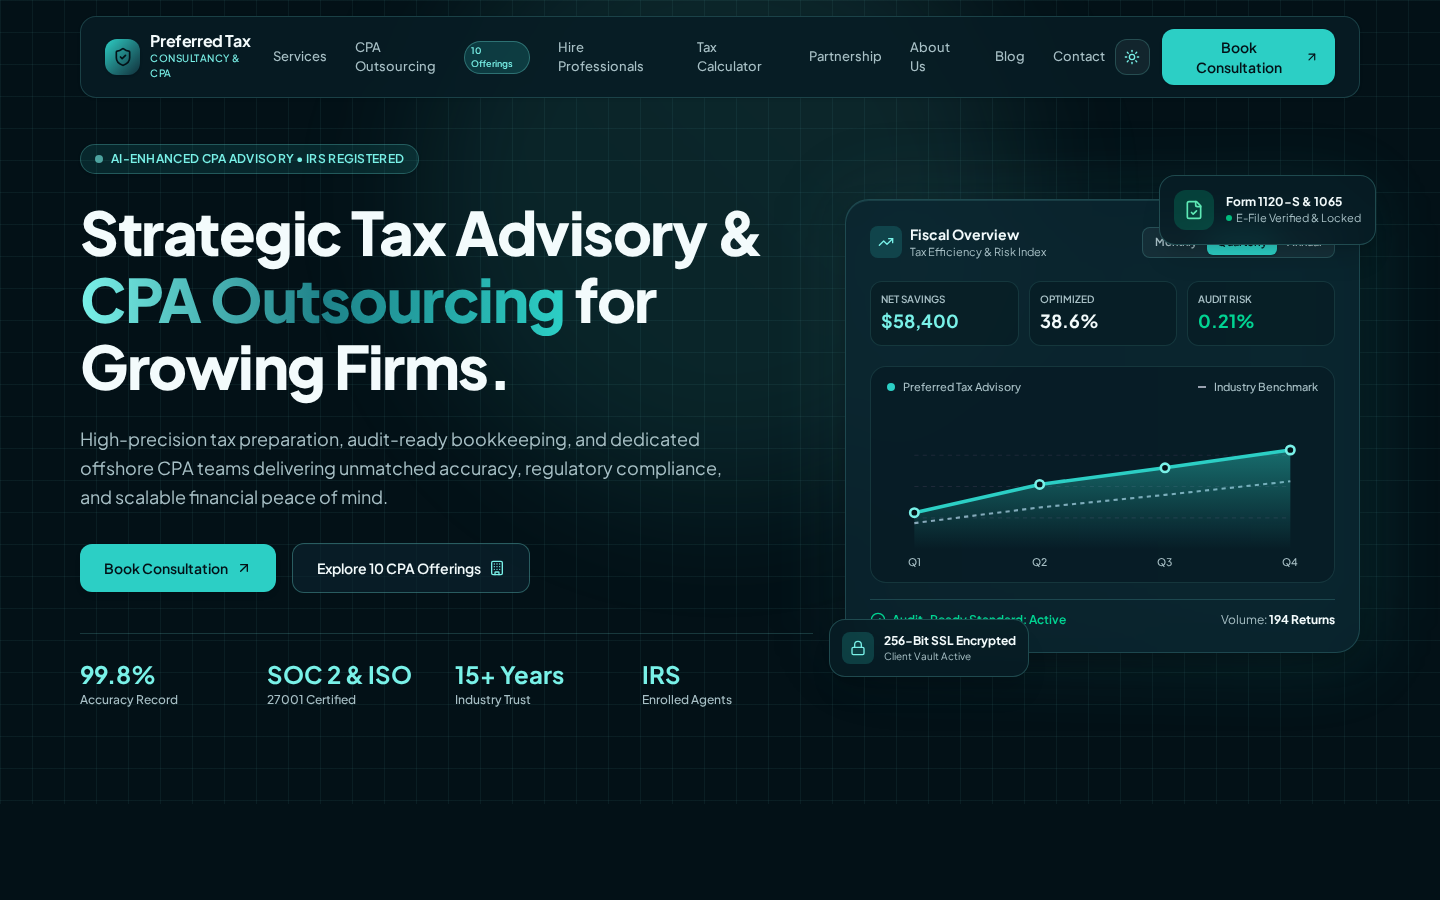 Preferred Tax
CONSULTANCY &
CPA
Services
CPA
Outsourcing
10
Offerings
Hire
Professionals
Tax
Calculator
Partnership
About
Us
Blog
Contact
Book
Consultation
AI-ENHANCED CPA ADVISORY • IRS REGISTERED
Strategic Tax Advisory &
CPA Outsourcing for
Growing Firms.
High-precision tax preparation, audit-ready bookkeeping, and dedicated
offshore CPA teams delivering unmatched accuracy, regulatory compliance,
and scalable financial peace of mind.
Book Consultation
Explore 10 CPA Offerings
99.8%
Accuracy Record
SOC 2 & ISO
27001 Certified
15+ Years
Industry Trust
IRS
Enrolled Agents
Form 1120-S & 1065
E-File Verified & Locked
Fiscal Overview
Tax Efficiency & Risk Index
NET SAVINGS
$58,400
OPTIMIZED
38.6%
AUDIT RISK
0.21%
Preferred Tax Advisory
Industry Benchmark
Q1 Q2 Q3 Q4
Audit-Ready Standard: Active
Volume: 194 Returns
256-Bit SSL Encrypted
Client Vault Active